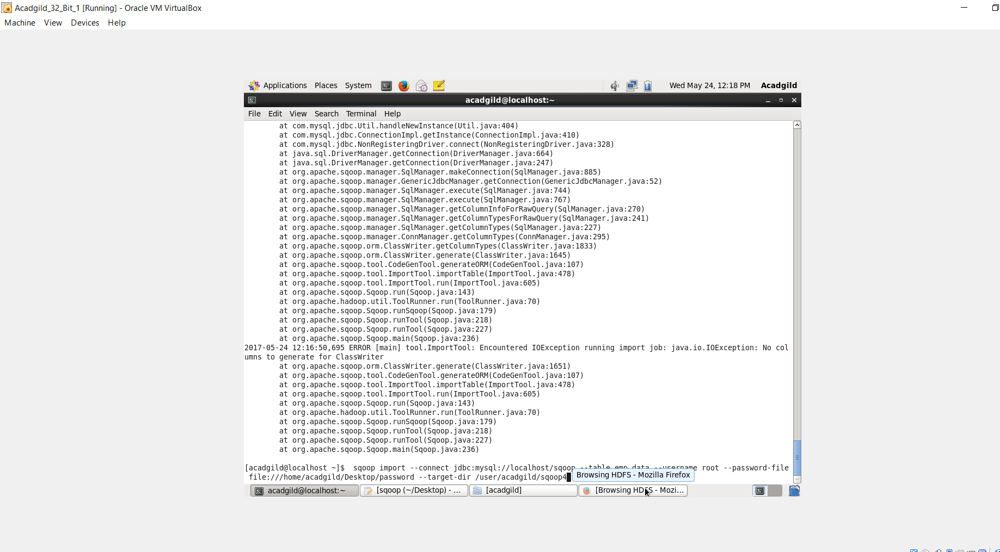 Acadgild_32_Bit_1 [Running] - Oracle VM VirtualBox
Machine View Devices Help
Applications Places System Wed May 24, 12:18 PM Acadgild
acadgild@localhost:~
File Edit View Search Terminal Help
at com.mysql.jdbc.Util.handleNewInstance(Util.java:404)
at com.mysql.jdbc.ConnectionImpl.getInstance(ConnectionImpl.java:410)
at com.mysql.jdbc.NonRegisteringDriver.connect(NonRegisteringDriver.java:328)
at java.sql.DriverManager.getConnection(DriverManager.java:664)
at java.sql.DriverManager.getConnection(DriverManager.java:247)
at org.apache.sqoop.manager.SqlManager.makeConnection(SqlManager.java:885)
at org.apache.sqoop.manager.GenericJdbcManager.getConnection(GenericJdbcManager.java:52)
at org.apache.sqoop.manager.SqlManager.execute(SqlManager.java:744)
at org.apache.sqoop.manager.SqlManager.execute(SqlManager.java:767)
at org.apache.sqoop.manager.SqlManager.getColumnInfoForRawQuery(SqlManager.java:270)
at org.apache.sqoop.manager.SqlManager.getColumnTypesForRawQuery(SqlManager.java:241)
at org.apache.sqoop.manager.SqlManager.getColumnTypes(SqlManager.java:227)
at org.apache.sqoop.manager.ConnManager.getColumnTypes(ConnManager.java:295)
at org.apache.sqoop.orm.ClassWriter.getColumnTypes(ClassWriter.java:1833)
at org.apache.sqoop.orm.ClassWriter.generate(ClassWriter.java:1645)
at org.apache.sqoop.tool.CodeGenTool.generateORM(CodeGenTool.java:107)
at org.apache.sqoop.tool.ImportTool.importTable(ImportTool.java:478)
at org.apache.sqoop.tool.ImportTool.run(ImportTool.java:605)
at org.apache.sqoop.Sqoop.run(Sqoop.java:143)
at org.apache.hadoop.util.ToolRunner.run(ToolRunner.java:70)
at org.apache.sqoop.Sqoop.runSqoop(Sqoop.java:179)
at org.apache.sqoop.Sqoop.runTool(Sqoop.java:218)
at org.apache.sqoop.Sqoop.runTool(Sqoop.java:227)
at org.apache.sqoop.Sqoop.main(Sqoop.java:236)
2017-05-24 12:16:50,695 ERROR [main] tool.ImportTool: Encountered IOException running import job: java.io.IOException: No col
umns to generate for ClassWriter
at org.apache.sqoop.orm.ClassWriter.generate(ClassWriter.java:1651)
at org.apache.sqoop.tool.CodeGenTool.generateORM(CodeGenTool.java:107)
at org.apache.sqoop.tool.ImportTool.importTable(ImportTool.java:478)
at org.apache.sqoop.tool.ImportTool.run(ImportTool.java:605)
at org.apache.sqoop.Sqoop.run(Sqoop.java:143)
at org.apache.hadoop.util.ToolRunner.run(ToolRunner.java:70)
at org.apache.sqoop.Sqoop.runSqoop(Sqoop.java:179)
at org.apache.sqoop.Sqoop.runTool(Sqoop.java:218)
at org.apache.sqoop.Sqoop.runTool(Sqoop.java:227)
at org.apache.sqoop.Sqoop.main(Sqoop.java:236)
[acadgild@localhost ~]$ sqoop import --connect jdbc:mysql://localhost/sqoop --table emp_data --username root --password-file
file:///home/acadgild/Desktop/password --target-dir /user/acadgild/sqoop4
Browsing HDFS - Mozilla Firefox
acadgild@localhost:~ [sqoop (~/Desktop) - ... [acadgild] [Browsing HDFS - Mozi...